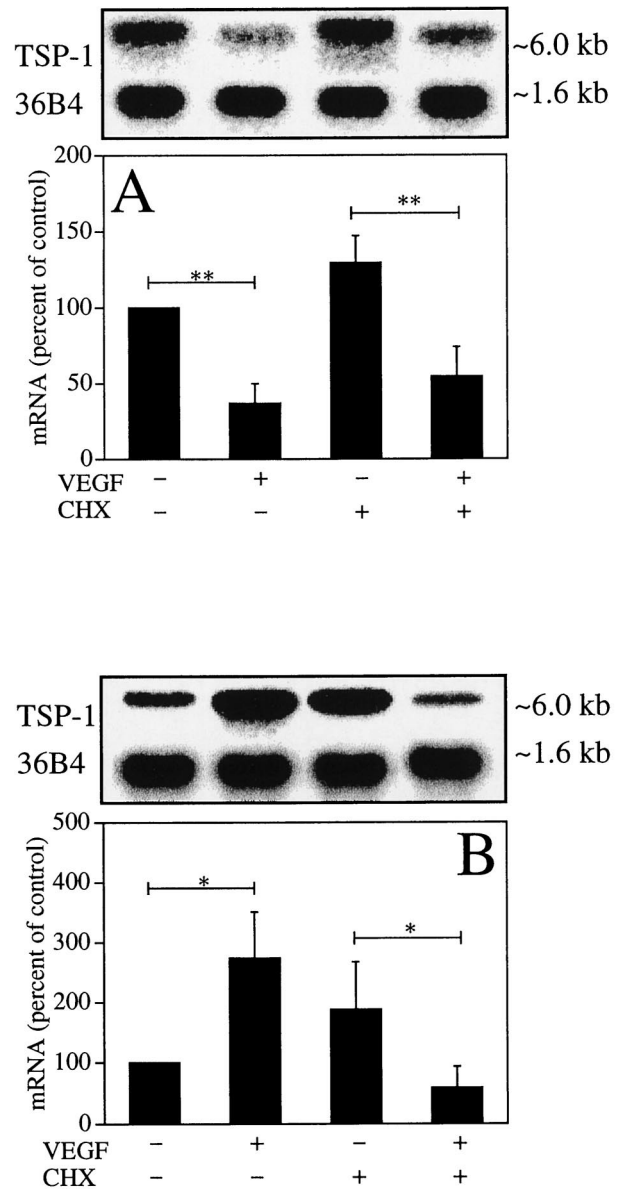 TSP-1
~6.0 kb
36B4
~1.6 kb
A
mRNA (percent of control)
200
150
100
50
0
**
**
VEGF − + − +
CHX − − + +
TSP-1
~6.0 kb
36B4
~1.6 kb
B
mRNA (percent of control)
500
400
300
200
100
0
*
*
VEGF − + − +
CHX − − + +